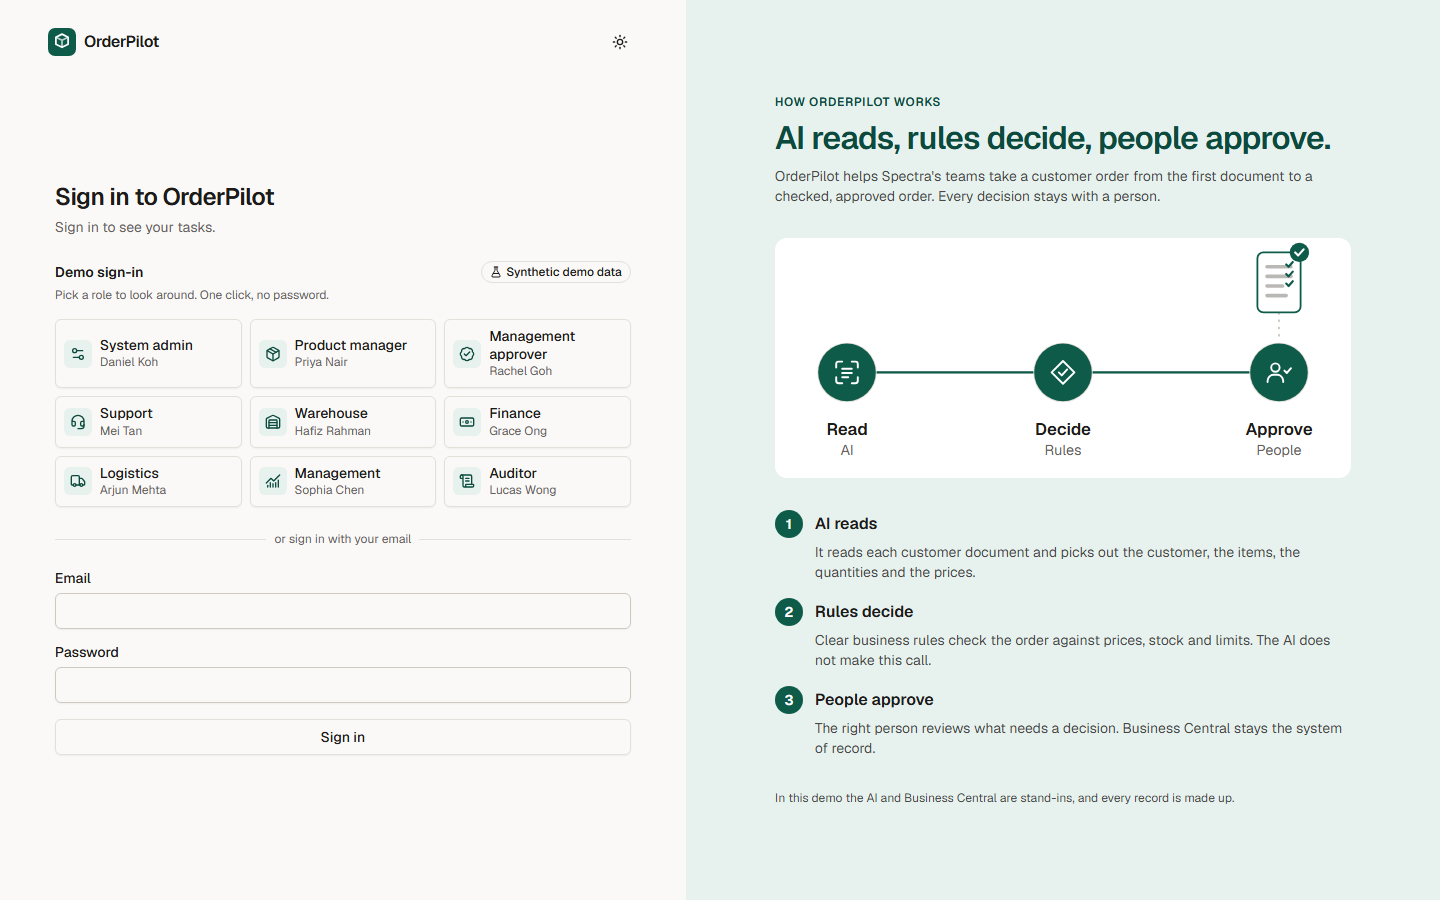 OrderPilot
Sign in to OrderPilot
Sign in to see your tasks.
Demo sign-in
Synthetic demo data
Pick a role to look around. One click, no password.
System admin
Daniel Koh
Product manager
Priya Nair
Management
approver
Rachel Goh
Support
Mei Tan
Warehouse
Hafiz Rahman
Finance
Grace Ong
Logistics
Arjun Mehta
Management
Sophia Chen
Auditor
Lucas Wong
or sign in with your email
Email
Password
Sign in
HOW ORDERPILOT WORKS
AI reads, rules decide, people approve.
OrderPilot helps Spectra's teams take a customer order from the first document to a
checked, approved order. Every decision stays with a person.
Read
AI
Decide
Rules
Approve
People
1
AI reads
It reads each customer document and picks out the customer, the items, the
quantities and the prices.
2
Rules decide
Clear business rules check the order against prices, stock and limits. The AI does
not make this call.
3
People approve
The right person reviews what needs a decision. Business Central stays the system
of record.
In this demo the AI and Business Central are stand-ins, and every record is made up.